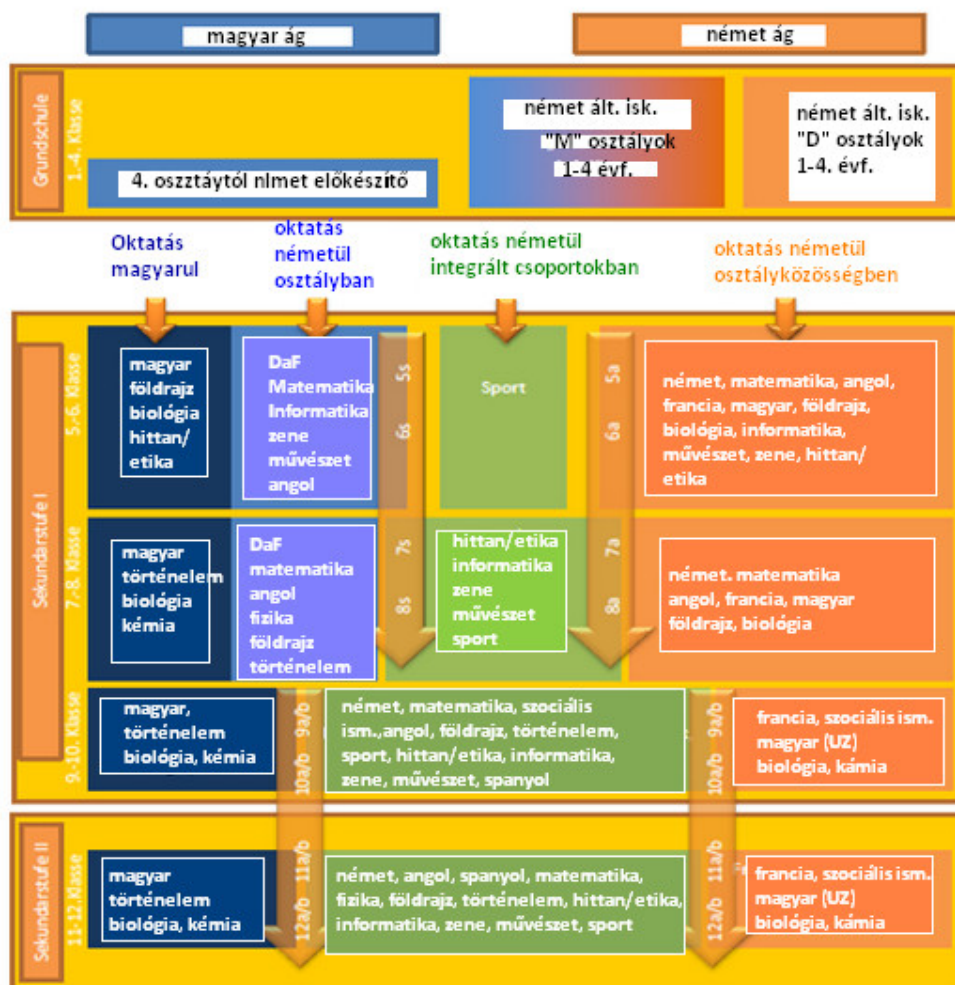 magyar ág
német ág
Grundschule
1.-4. Klasse
4. oszztáytól nlmet előkészítő
német ált. isk.
"M" osztályok
1-4 évf.
német ált. isk.
"D" osztályok
1-4. évf.
Oktatás
magyarul
oktatás
németül
osztályban
oktatás németül
integrált csoportokban
oktatás németül
osztályközösségben
Sekundarstufe I
5.-6. Klasse
magyar
földrajz
biológia
hittan/
etika
DaF
Matematika
Informatika
zene
művészet
angol
5s
6s
Sport
5a
6a
német, matematika, angol,
francia, magyar, földrajz,
biológia, informatika,
művészet, zene, hittan/
etika
7.-8. Klasse
magyar
történelem
biológia
kémia
DaF
matematika
angol
fizika
földrajz
történelem
7s
8s
hittan/etika
informatika
zene
művészet
sport
7a
8a
német. matematika
angol, francia, magyar
földrajz, biológia
9.-10. Klasse
magyar,
történelem
biológia, kémia
9a/b
10a/b
német, matematika, szociális
ism.,angol, földrajz, történelem,
sport, hittan/etika, informatika,
zene, művészet, spanyol
9a/b
10a/b
francia, szociális ism.
magyar (UZ)
biológia, kámia
Sekundarstufe II
11-12.Klasse
magyar
történelem
biológia, kémia
11a/b
12a/b
német, angol, spanyol, matematika,
fizika, földrajz, történelem, hittan/etika,
informatika, zene, művészet, sport
11a/b
12a/b
francia, szociális ism.
magyar (UZ)
biológia, kámia